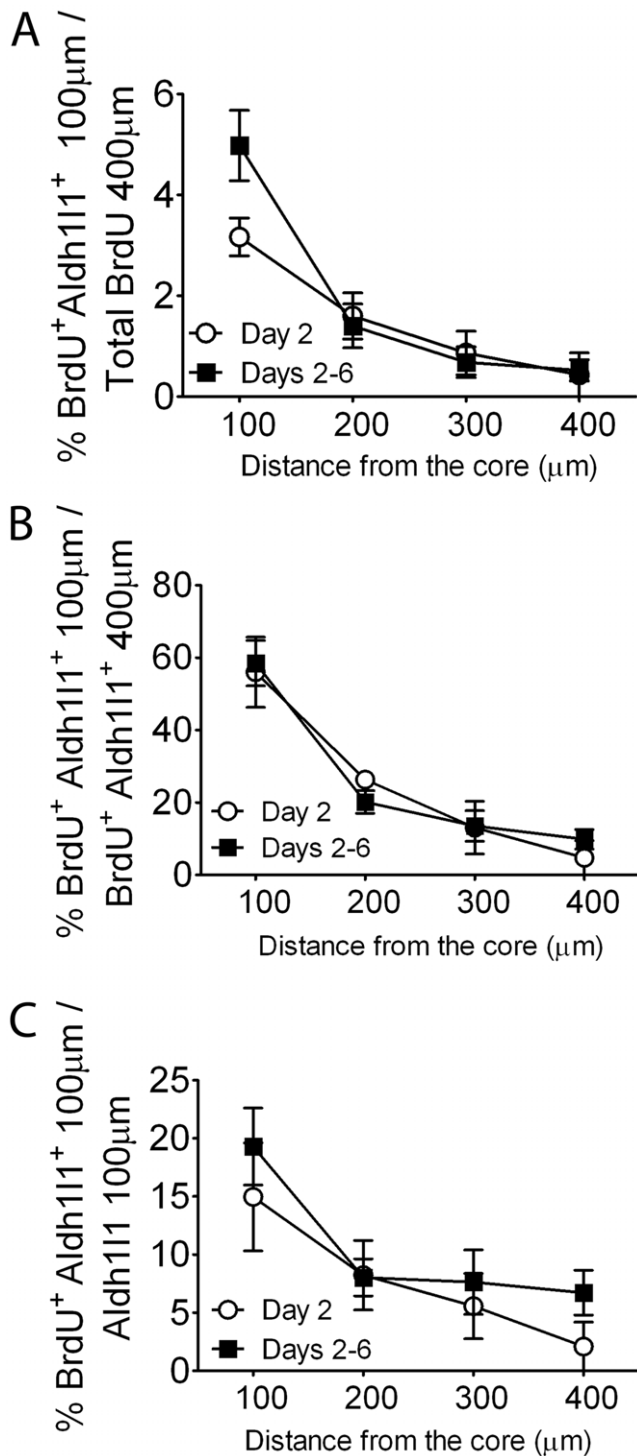 A
% BrdU⁺Aldh1l1⁺ 100μm /
Total BrdU 400μm
6
4
2
0
Day 2
Days 2-6
100 200 300 400
Distance from the core (μm)
B
% BrdU⁺ Aldh1l1⁺ 100μm /
BrdU⁺ Aldh1l1⁺ 400μm
80
60
40
20
0
Day 2
Days 2-6
100 200 300 400
Distance from the core (μm)
C
% BrdU⁺ Aldh1l1⁺ 100μm /
Aldh1l1 100μm
25
20
15
10
5
0
Day 2
Days 2-6
100 200 300 400
Distance from the core (μm)